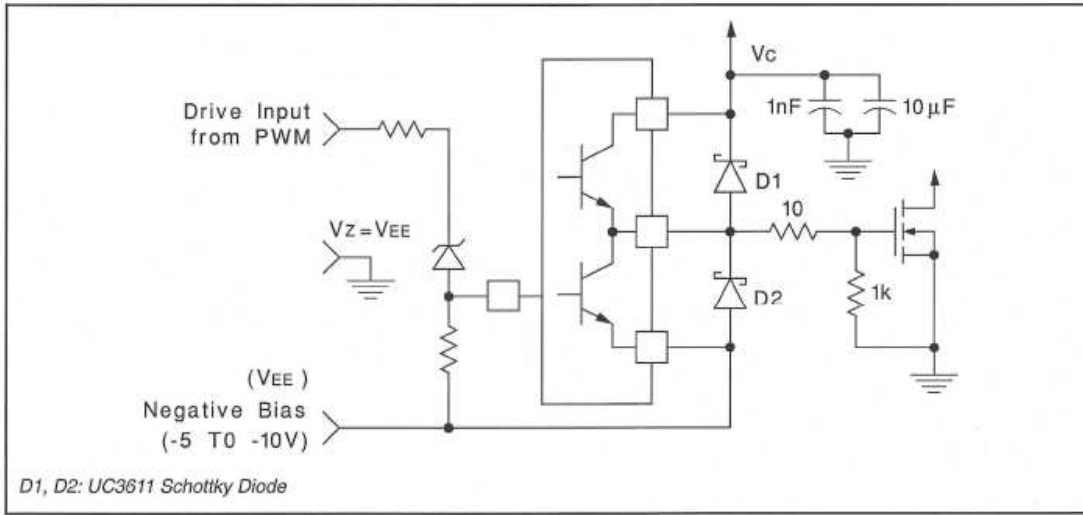 Vc
Drive Input
from PWM
1nF
10 µF
D1
VZ=VEE
10
D2
1k
(VEE )
Negative Bias
(-5 T0 -10V)
D1, D2: UC3611 Schottky Diode